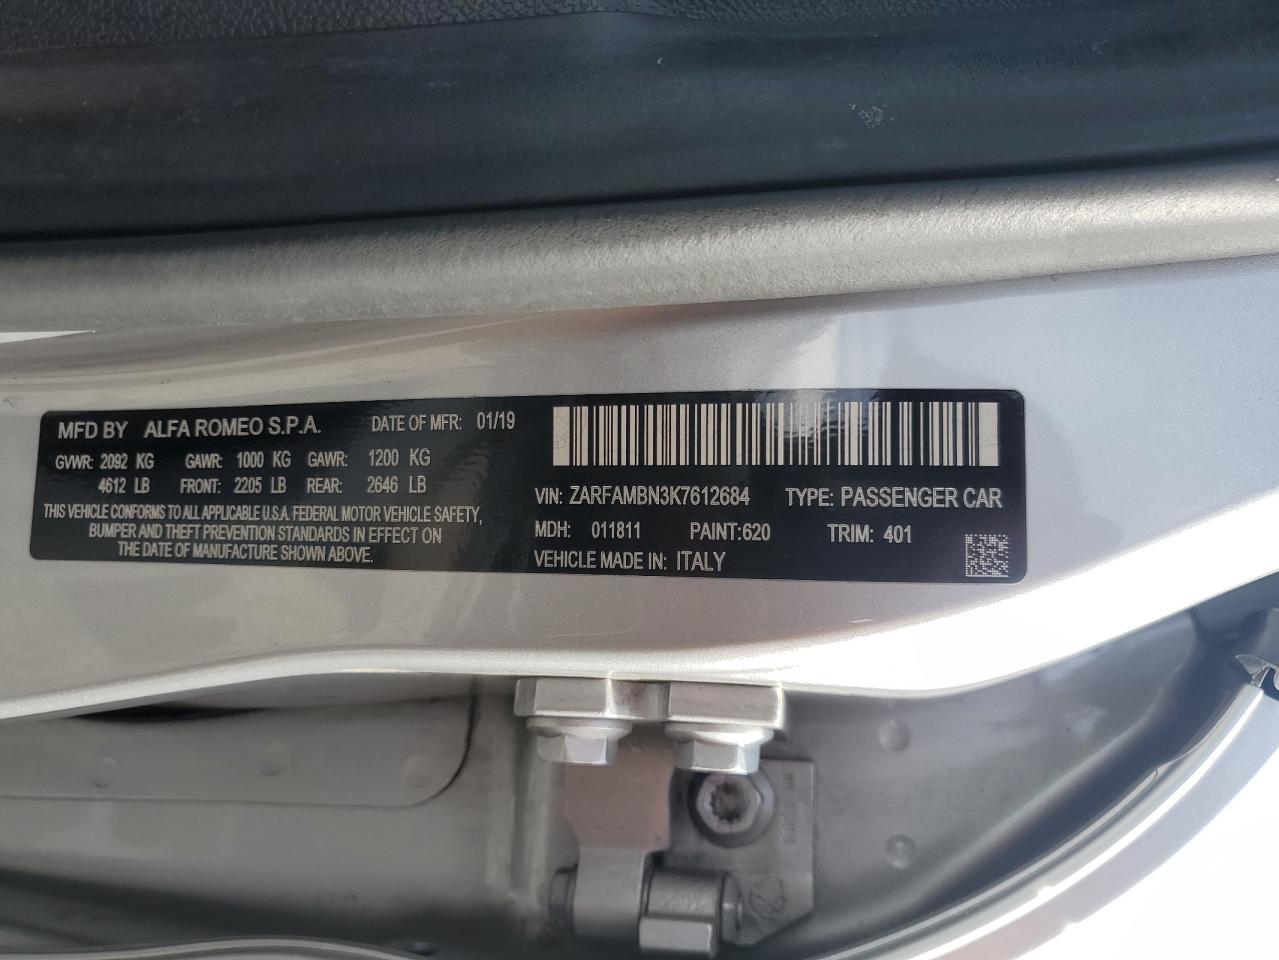 MFD BY ALFA ROMEO S.P.A. DATE OF MFR: 01/19
GVWR: 2092 KG GAWR: 1000 KG GAWR: 1200 KG
4612 LB FRONT: 2205 LB REAR: 2646 LB
THIS VEHICLE CONFORMS TO ALL APPLICABLE U.S.A. FEDERAL MOTOR VEHICLE SAFETY,
BUMPER AND THEFT PREVENTION STANDARDS IN EFFECT ON
THE DATE OF MANUFACTURE SHOWN ABOVE.
VIN: ZARFAMBN3K7612684 TYPE: PASSENGER CAR
MDH: 011811 PAINT:620 TRIM: 401
VEHICLE MADE IN: ITALY